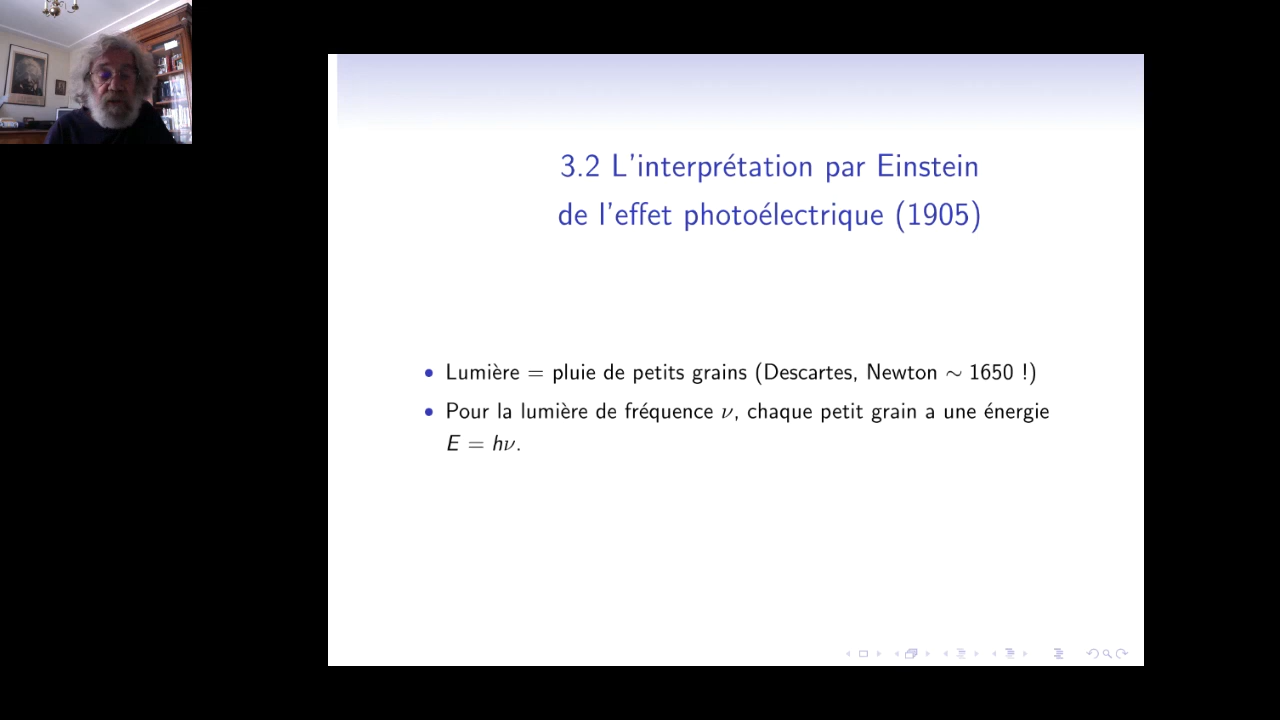 3.2 L'interprétation par Einstein
de l'effet photoélectrique (1905)
• Lumière = pluie de petits grains (Descartes, Newton ∼ 1650 !)
• Pour la lumière de fréquence ν, chaque petit grain a une énergie
E = hν.